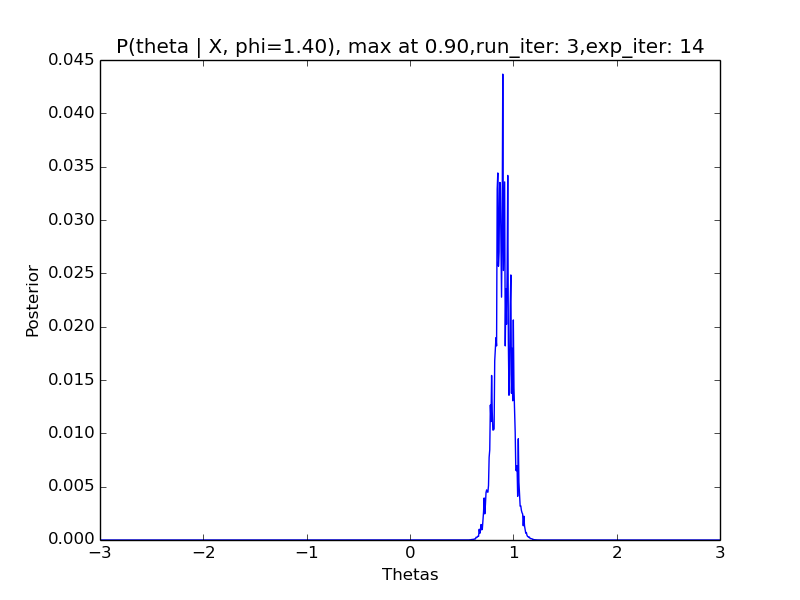 P(theta | X, phi=1.40), max at 0.90,run_iter: 3,exp_iter: 14
0.045
0.040
0.035
0.030
0.025
0.020
0.015
0.010
0.005
0.000
Posterior
−3 −2 −1 0 1 2 3
Thetas